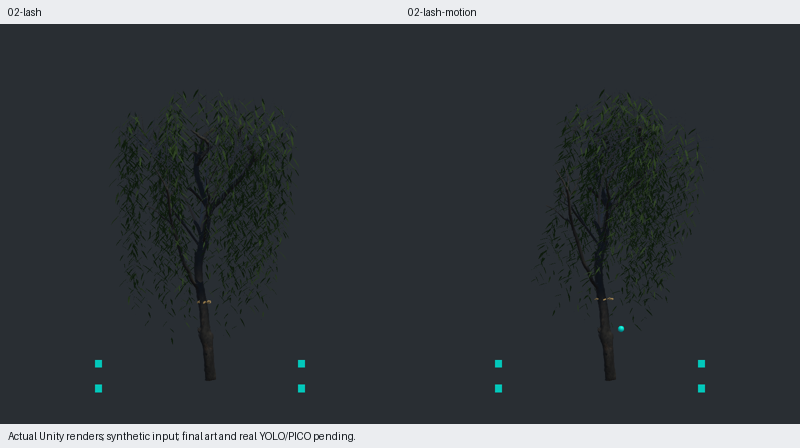 02-lash
02-lash-motion
Actual Unity renders; synthetic input; final art and real YOLO/PICO pending.